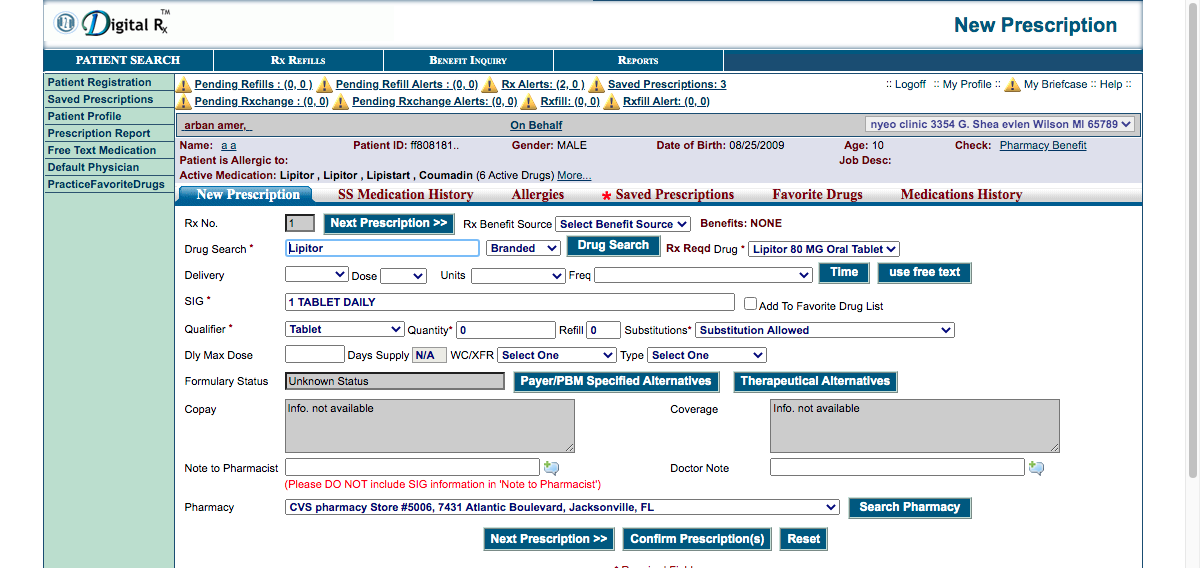 Digital Rx TM
New Prescription
PATIENT SEARCH RX REFILLS BENEFIT INQUIRY REPORTS
Patient Registration
Saved Prescriptions
Patient Profile
Prescription Report
Free Text Medication
Default Physician
PracticeFavoriteDrugs
Pending Refills : (0, 0 ) Pending Refill Alerts : (0, 0) Rx Alerts: (2, 0 ) Saved Prescriptions: 3 :: Logoff :: My Profile :: My Briefcase :: Help ::
Pending Rxchange : (0, 0) Pending Rxchange Alerts: (0, 0) Rxfill: (0, 0) Rxfill Alert: (0, 0)
arban amer, On Behalf nyeo clinic 3354 G. Shea evlen Wilson MI 65789
Name: a a Patient ID: ff808181.. Gender: MALE Date of Birth: 08/25/2009 Age: 10 Check: Pharmacy Benefit
Patient is Allergic to: Job Desc:
Active Medication: Lipitor , Lipitor , Lipistart , Coumadin (6 Active Drugs) More...
New Prescription SS Medication History Allergies * Saved Prescriptions Favorite Drugs Medications History
Rx No. 1 Next Prescription >> Rx Benefit Source Select Benefit Source Benefits: NONE
Drug Search * Lipitor Branded Drug Search Rx Reqd Drug * Lipitor 80 MG Oral Tablet
Delivery Dose Units Freq Time use free text
SIG * 1 TABLET DAILY Add To Favorite Drug List
Qualifier * Tablet Quantity* 0 Refill 0 Substitutions* Substitution Allowed
Dly Max Dose Days Supply N/A WC/XFR Select One Type Select One
Formulary Status Unknown Status Payer/PBM Specified Alternatives Therapeutical Alternatives
Copay Info. not available Coverage Info. not available
Note to Pharmacist Doctor Note
(Please DO NOT include SIG information in 'Note to Pharmacist')
Pharmacy CVS pharmacy Store #5006, 7431 Atlantic Boulevard, Jacksonville, FL Search Pharmacy
Next Prescription >> Confirm Prescription(s) Reset